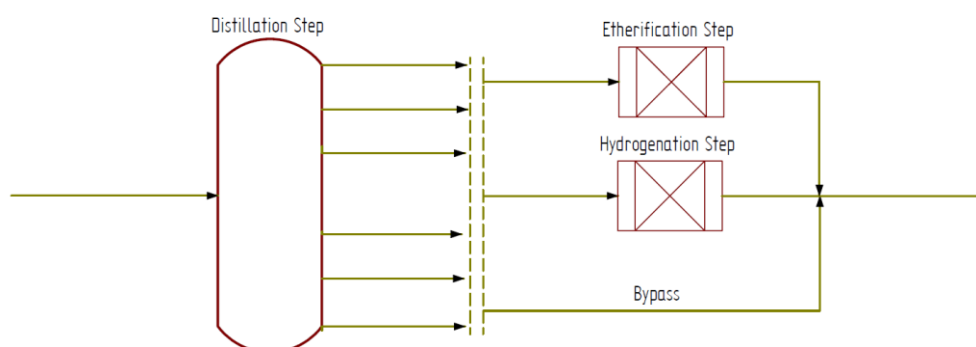 Distillation Step
Etherification Step
Hydrogenation Step
Bypass